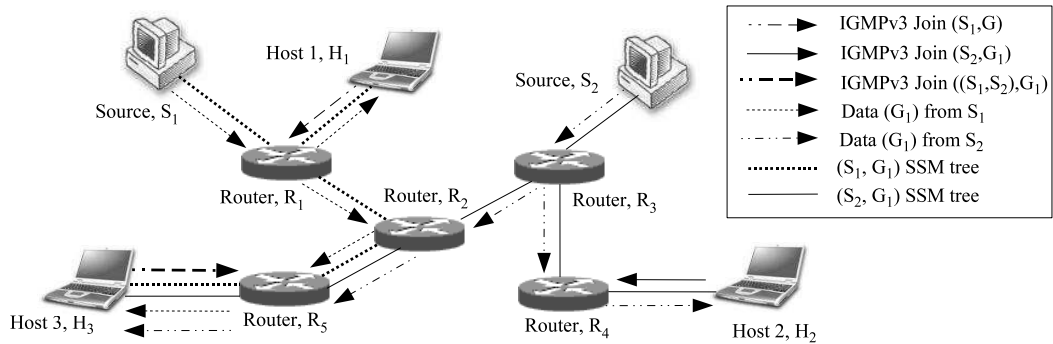 Host 1, H₁
Source, S₁
Source, S₂
Router, R₁
Router, R₂
Router, R₃
Host 3, H₃
Router, R₅
Router, R₄
Host 2, H₂
IGMPv3 Join (S₁,G)
IGMPv3 Join (S₂,G₁)
IGMPv3 Join ((S₁,S₂),G₁)
Data (G₁) from S₁
Data (G₁) from S₂
(S₁, G₁) SSM tree
(S₂, G₁) SSM tree